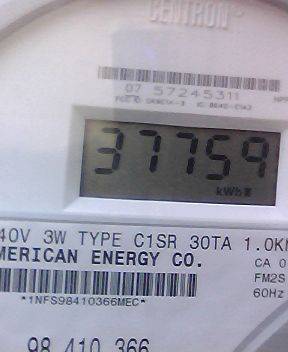 CENTRON
07 57245311
37759
kWh
40V 3W TYPE C1SR 30TA 1.0K
MERICAN ENERGY CO.
CA 0
FM2S
60Hz
*1NFS98410366MEC*
98 410 366